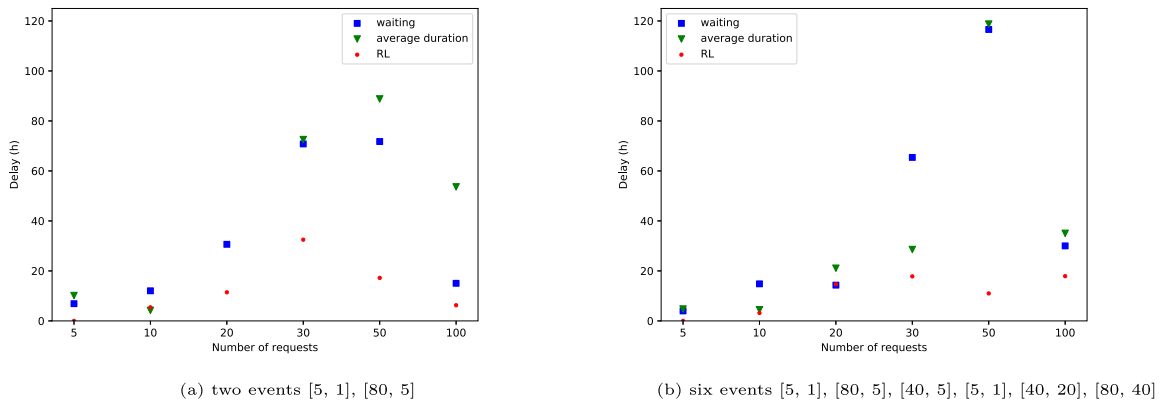 120
100
80
60
40
20
0
Delay (h)
waiting
average duration
RL
5 10 20 30 50 100
Number of requests
(a) two events [5, 1], [80, 5]
120
100
80
60
40
20
0
Delay (h)
waiting
average duration
RL
5 10 20 30 50 100
Number of requests
(b) six events [5, 1], [80, 5], [40, 5], [5, 1], [40, 20], [80, 40]